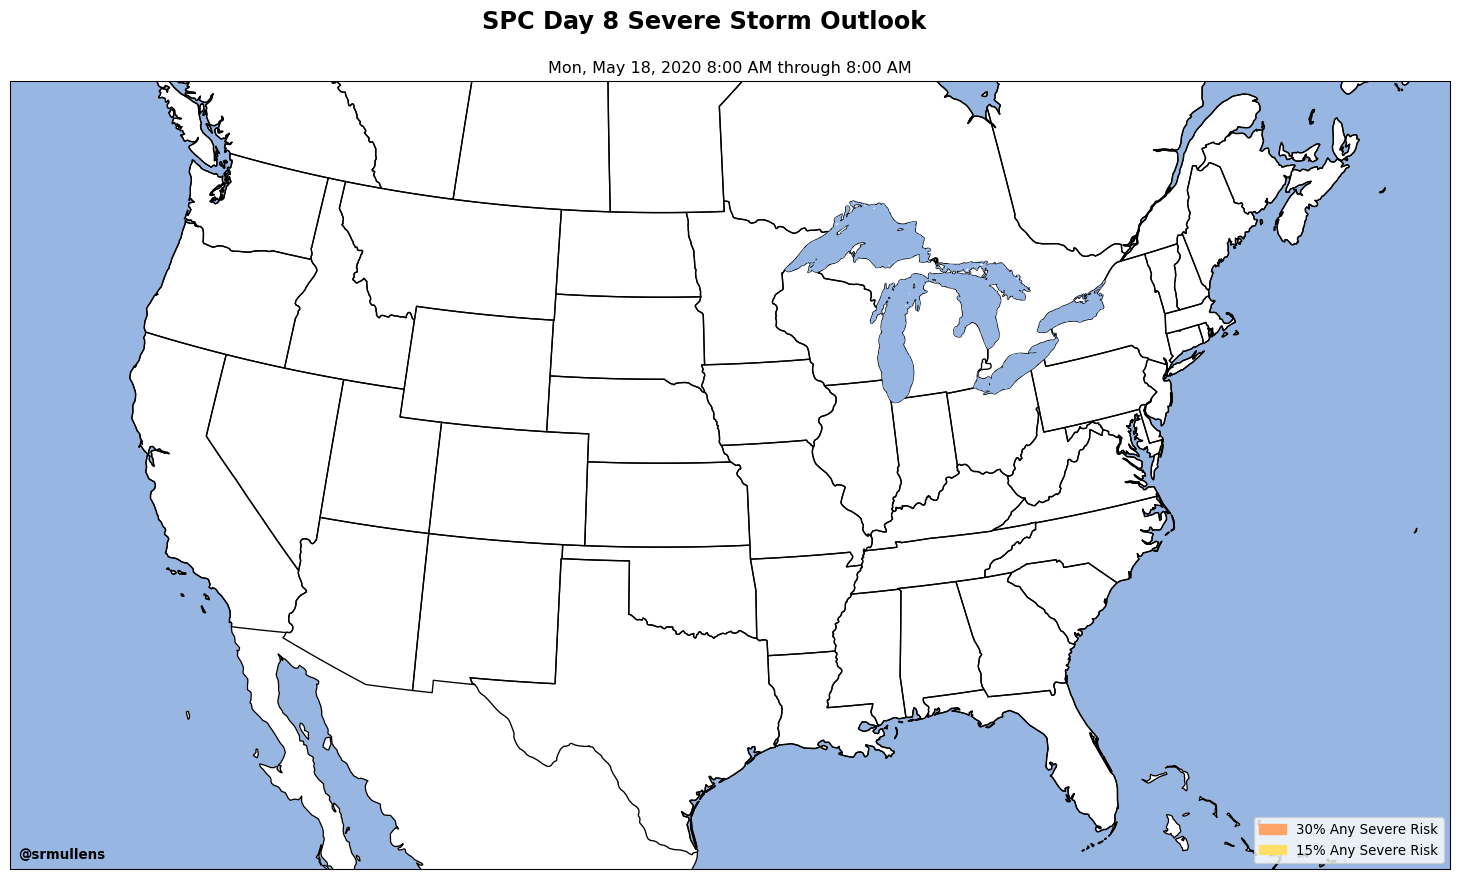 SPC Day 8 Severe Storm Outlook
Mon, May 18, 2020 8:00 AM through 8:00 AM
30% Any Severe Risk
15% Any Severe Risk
@srmullens